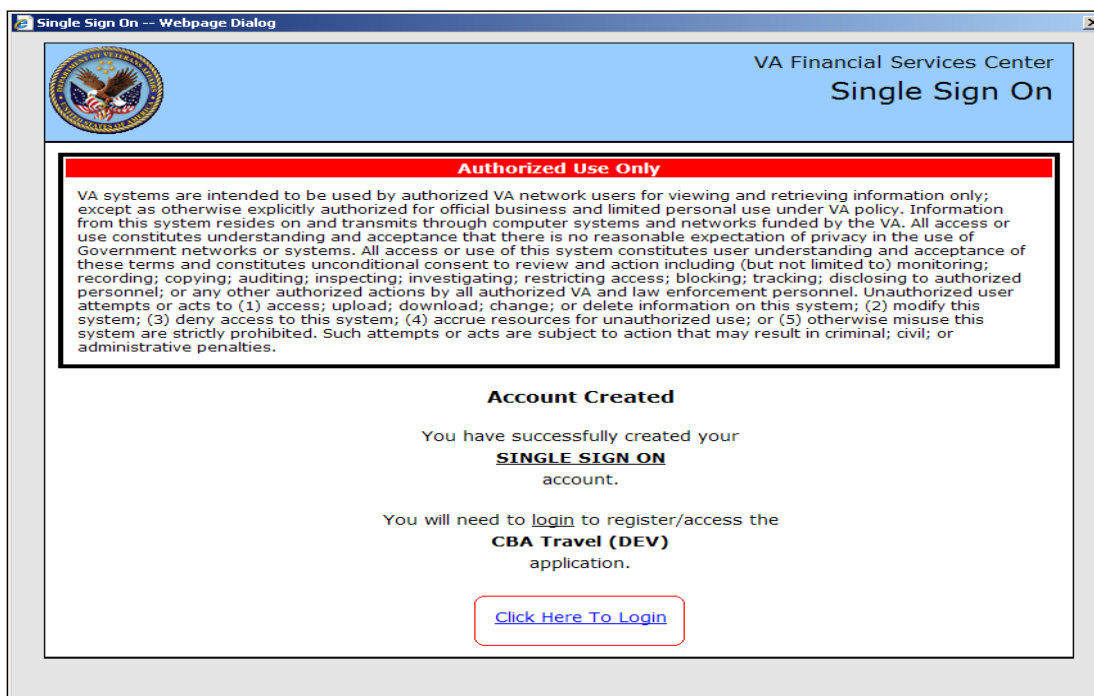 Single Sign On -- Webpage Dialog
VA Financial Services Center
Single Sign On
Authorized Use Only
VA systems are intended to be used by authorized VA network users for viewing and retrieving information only;
except as otherwise explicitly authorized for official business and limited personal use under VA policy. Information
from this system resides on and transmits through computer systems and networks funded by the VA. All access or
use constitutes understanding and acceptance that there is no reasonable expectation of privacy in the use of
Government networks or systems. All access or use of this system constitutes user understanding and acceptance of
these terms and constitutes unconditional consent to review and action including (but not limited to) monitoring;
recording; copying; auditing; inspecting; investigating; restricting access; blocking; tracking; disclosing to authorized
personnel; or any other authorized actions by all authorized VA and law enforcement personnel. Unauthorized user
attempts or acts to (1) access; upload; download; change; or delete information on this system; (2) modify this
system; (3) deny access to this system; (4) accrue resources for unauthorized use; or (5) otherwise misuse this
system are strictly prohibited. Such attempts or acts are subject to action that may result in criminal; civil; or
administrative penalties.
Account Created
You have successfully created your
SINGLE SIGN ON
account.
You will need to login to register/access the
CBA Travel (DEV)
application.
Click Here To Login